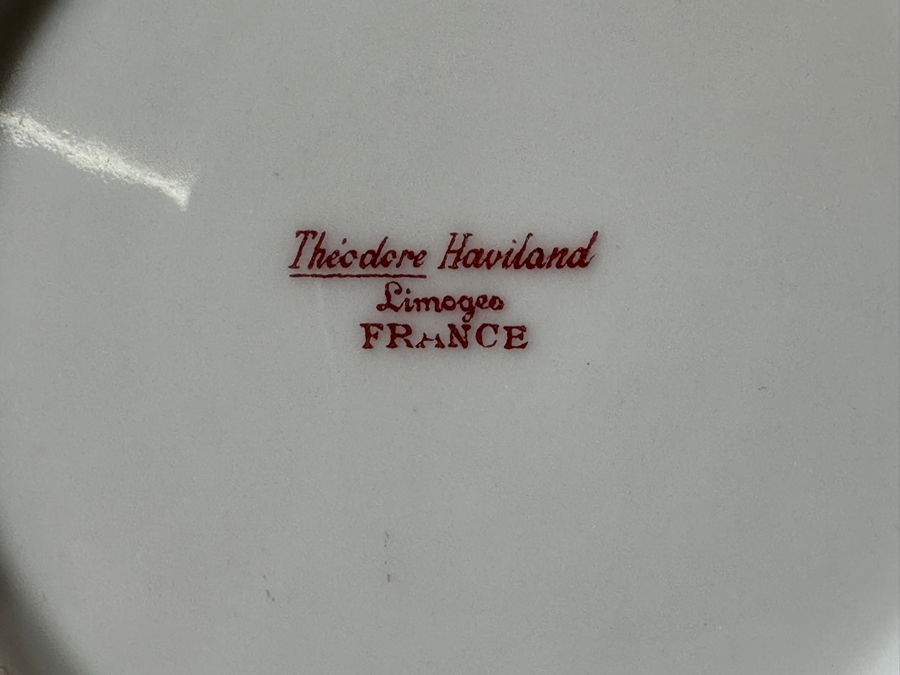 Théodore Haviland
Limoges
FRANCE